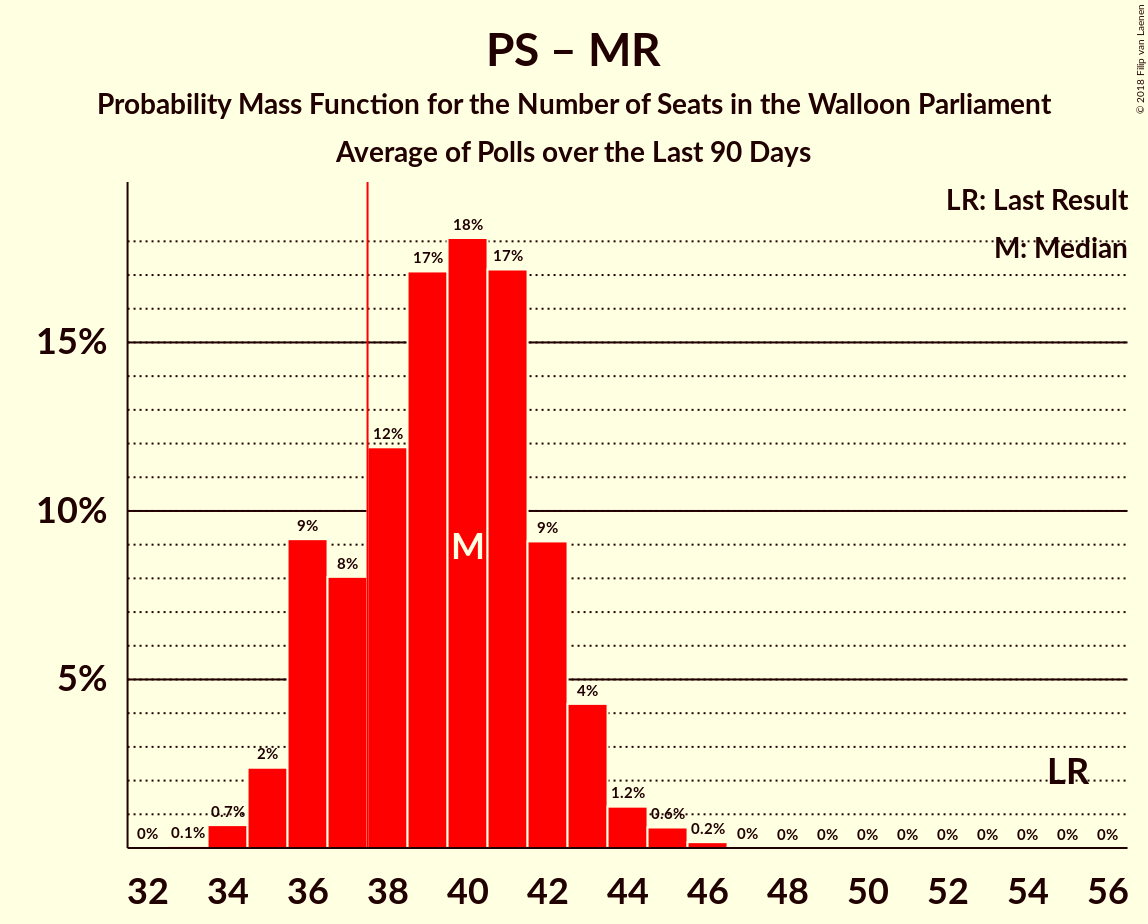 PS – MR
Probability Mass Function for the Number of Seats in the Walloon Parliament
Average of Polls over the Last 90 Days
© 2018 Filip van Laenen
LR: Last Result
M: Median
15%
10%
5%
0% 0.1% 0.7% 2% 9% 8% 12% 17% 18% 17% 9% 4% 1.2% 0.6% 0.2% 0% 0% 0% 0% 0% 0% 0% 0% 0% 0%
M
LR
32 34 36 38 40 42 44 46 48 50 52 54 56